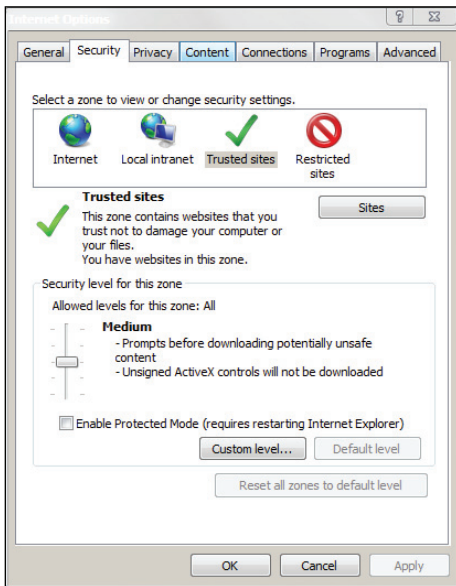 Internet Options
General Security Privacy Content Connections Programs Advanced
Select a zone to view or change security settings.
Internet Local intranet Trusted sites Restricted
sites
Trusted sites
Sites
This zone contains websites that you
trust not to damage your computer or
your files.
You have websites in this zone.
Security level for this zone
Allowed levels for this zone: All
Medium
- Prompts before downloading potentially unsafe
content
- Unsigned ActiveX controls will not be downloaded
Enable Protected Mode (requires restarting Internet Explorer)
Custom level... Default level
Reset all zones to default level
OK Cancel Apply